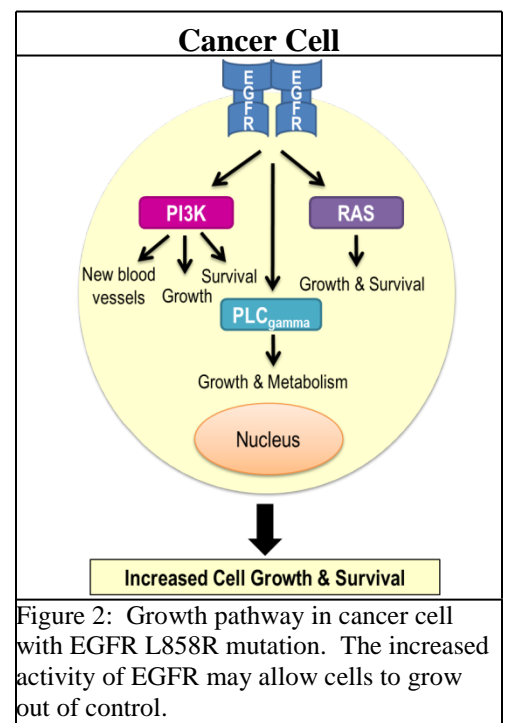 Cancer Cell
EGFR EGFR
PI3K
RAS
New blood
vessels
Growth
Survival
Growth & Survival
PLCgamma
Growth & Metabolism
Nucleus
Increased Cell Growth & Survival
Figure 2:  Growth pathway in cancer cell
with EGFR L858R mutation.  The increased
activity of EGFR may allow cells to grow
out of control.